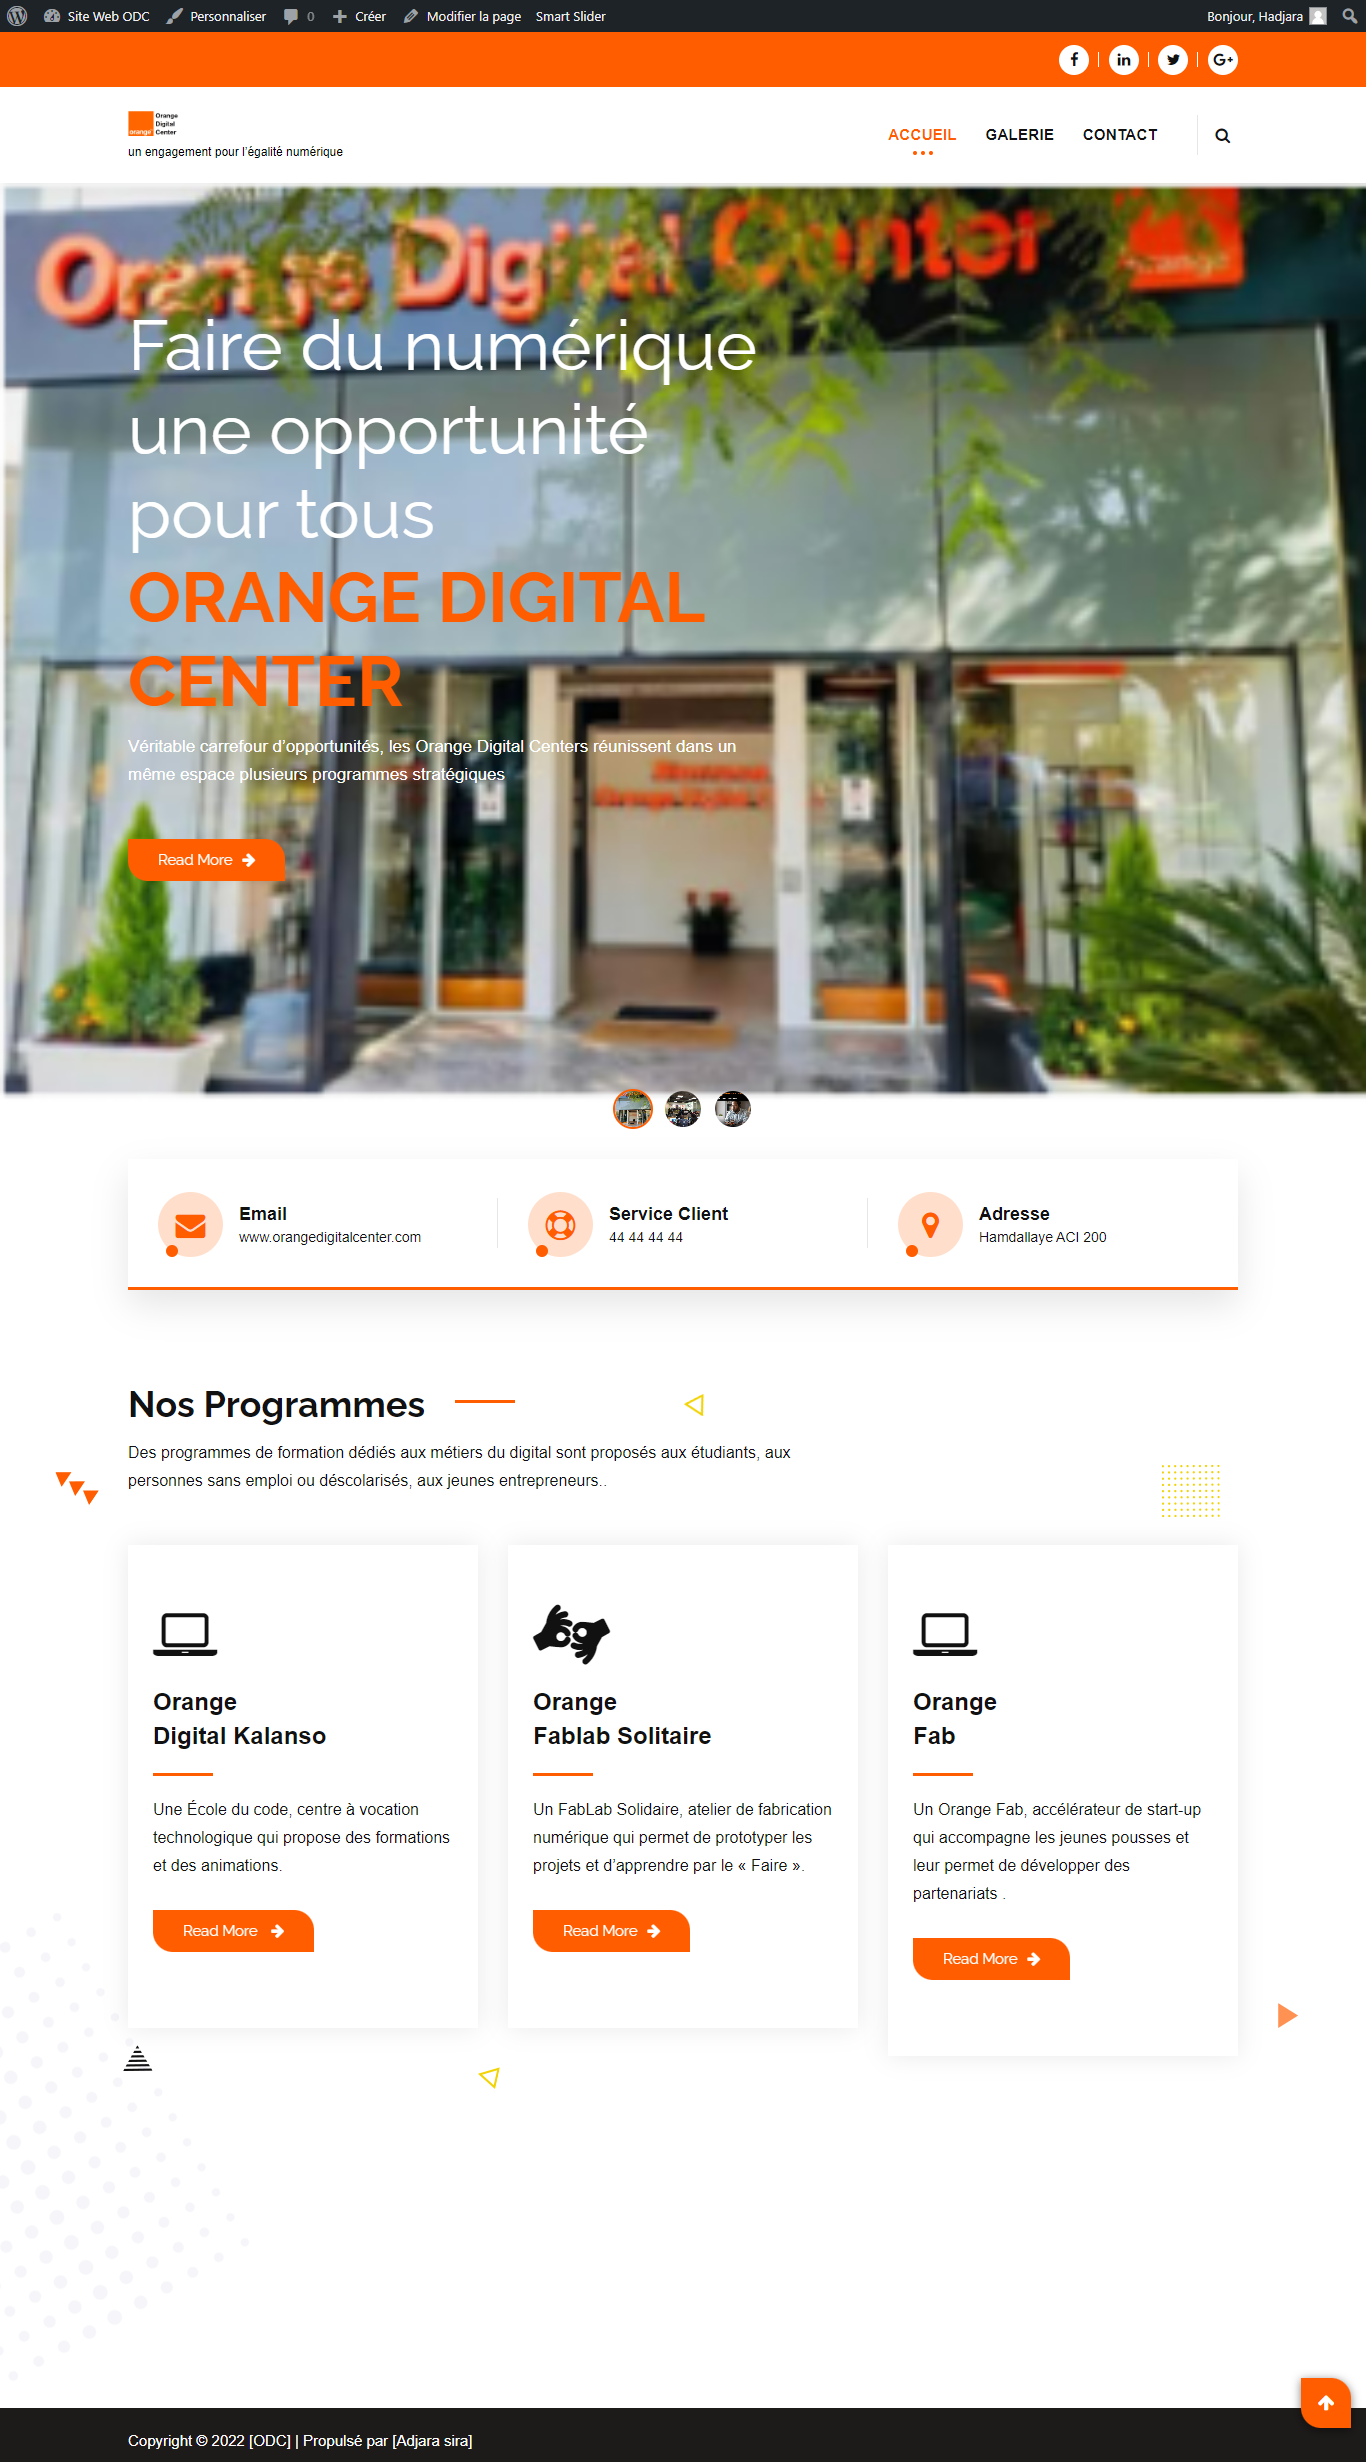 Site Web ODC Personnaliser 0 Créer Modifier la page Smart Slider Bonjour, Hadjara
f in G+
Orange
Digital
Center
orange
un engagement pour l'égalité numérique
ACCUEIL GALERIE CONTACT
Orange Digital Center
orange
Faire du numérique
une opportunité
pour tous
ORANGE DIGITAL
CENTER
Véritable carrefour d'opportunités, les Orange Digital Centers réunissent dans un
même espace plusieurs programmes stratégiques
Read More
Email
www.orangedigitalcenter.com
Service Client
44 44 44 44
Adresse
Hamdallaye ACI 200
Nos Programmes
Des programmes de formation dédiés aux métiers du digital sont proposés aux étudiants, aux
personnes sans emploi ou déscolarisés, aux jeunes entrepreneurs..
Orange
Digital Kalanso
Une École du code, centre à vocation
technologique qui propose des formations
et des animations.
Read More
Orange
Fablab Solitaire
Un FabLab Solidaire, atelier de fabrication
numérique qui permet de prototyper les
projets et d'apprendre par le « Faire ».
Read More
Orange
Fab
Un Orange Fab, accélérateur de start-up
qui accompagne les jeunes pousses et
leur permet de développer des
partenariats .
Read More
Copyright © 2022 [ODC] | Propulsé par [Adjara sira]